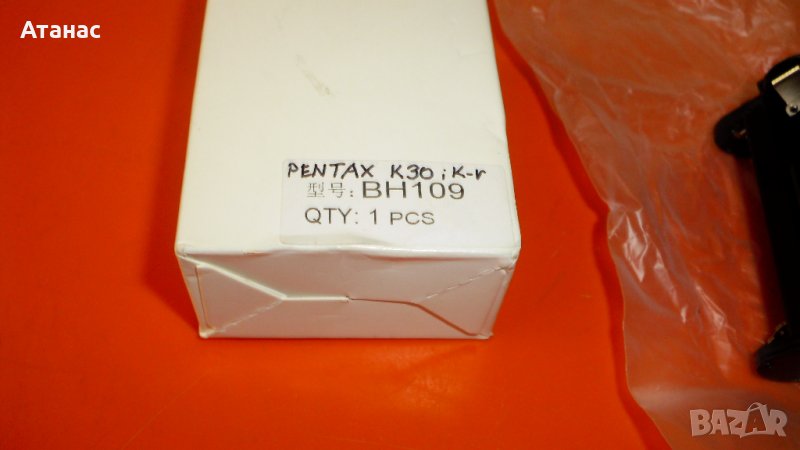 Атанас
PENTAX K30 ; K-r
型号: BH109
QTY: 1 PCS
BAZAR